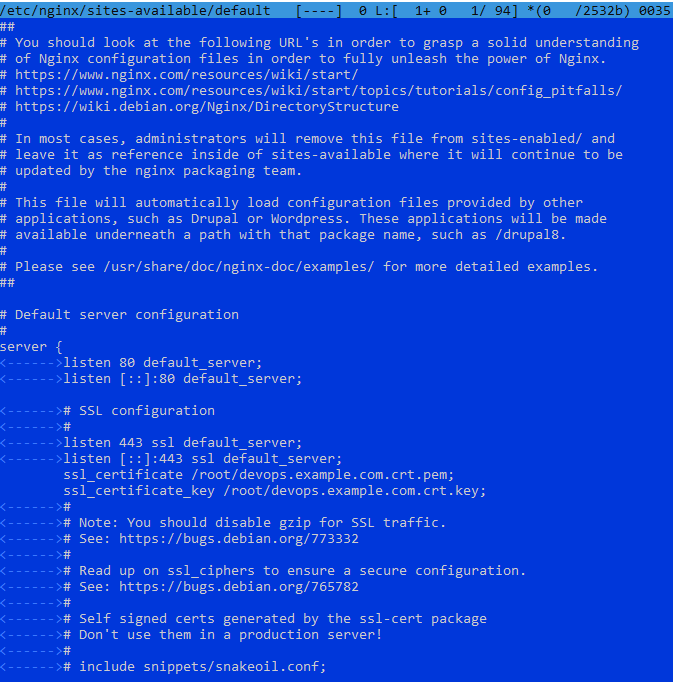 /etc/nginx/sites-available/default   [----]  0 L:[  1+ 0   1/ 94] *(0   /2532b) 0035
##
# You should look at the following URL's in order to grasp a solid understanding
# of Nginx configuration files in order to fully unleash the power of Nginx.
# https://www.nginx.com/resources/wiki/start/
# https://www.nginx.com/resources/wiki/start/topics/tutorials/config_pitfalls/
# https://wiki.debian.org/Nginx/DirectoryStructure
#
# In most cases, administrators will remove this file from sites-enabled/ and
# leave it as reference inside of sites-available where it will continue to be
# updated by the nginx packaging team.
#
# This file will automatically load configuration files provided by other
# applications, such as Drupal or Wordpress. These applications will be made
# available underneath a path with that package name, such as /drupal8.
#
# Please see /usr/share/doc/nginx-doc/examples/ for more detailed examples.
##

# Default server configuration
#
server {
<------>listen 80 default_server;
<------>listen [::]:80 default_server;

<------># SSL configuration
<------>#
<------>listen 443 ssl default_server;
<------>listen [::]:443 ssl default_server;
        ssl_certificate /root/devops.example.com.crt.pem;
        ssl_certificate_key /root/devops.example.com.crt.key;
<------>#
<------># Note: You should disable gzip for SSL traffic.
<------># See: https://bugs.debian.org/773332
<------>#
<------># Read up on ssl_ciphers to ensure a secure configuration.
<------># See: https://bugs.debian.org/765782
<------>#
<------># Self signed certs generated by the ssl-cert package
<------># Don't use them in a production server!
<------>#
<------># include snippets/snakeoil.conf;